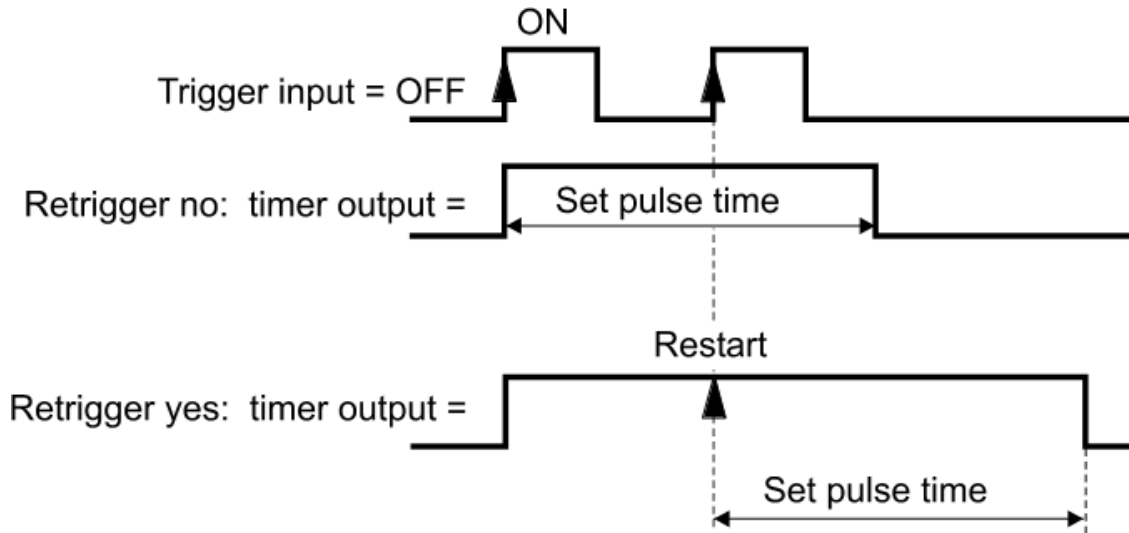 ON
Trigger input = OFF
Retrigger no: timer output =
Set pulse time
Restart
Retrigger yes: timer output =
Set pulse time